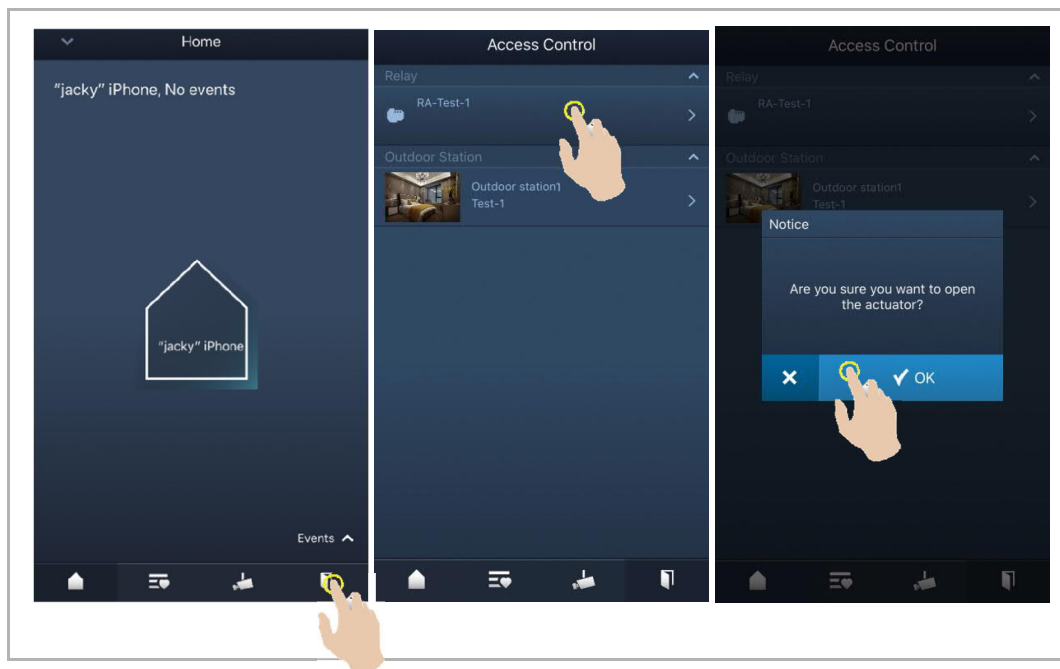 Home
"jacky" iPhone, No events
"jacky" iPhone
Events
Access Control
Relay
RA-Test-1
Outdoor Station
Outdoor station1
Test-1
Access Control
Relay
RA-Test-1
Outdoor Station
Outdoor station1
Test-1
Notice
Are you sure you want to open
the actuator?
OK